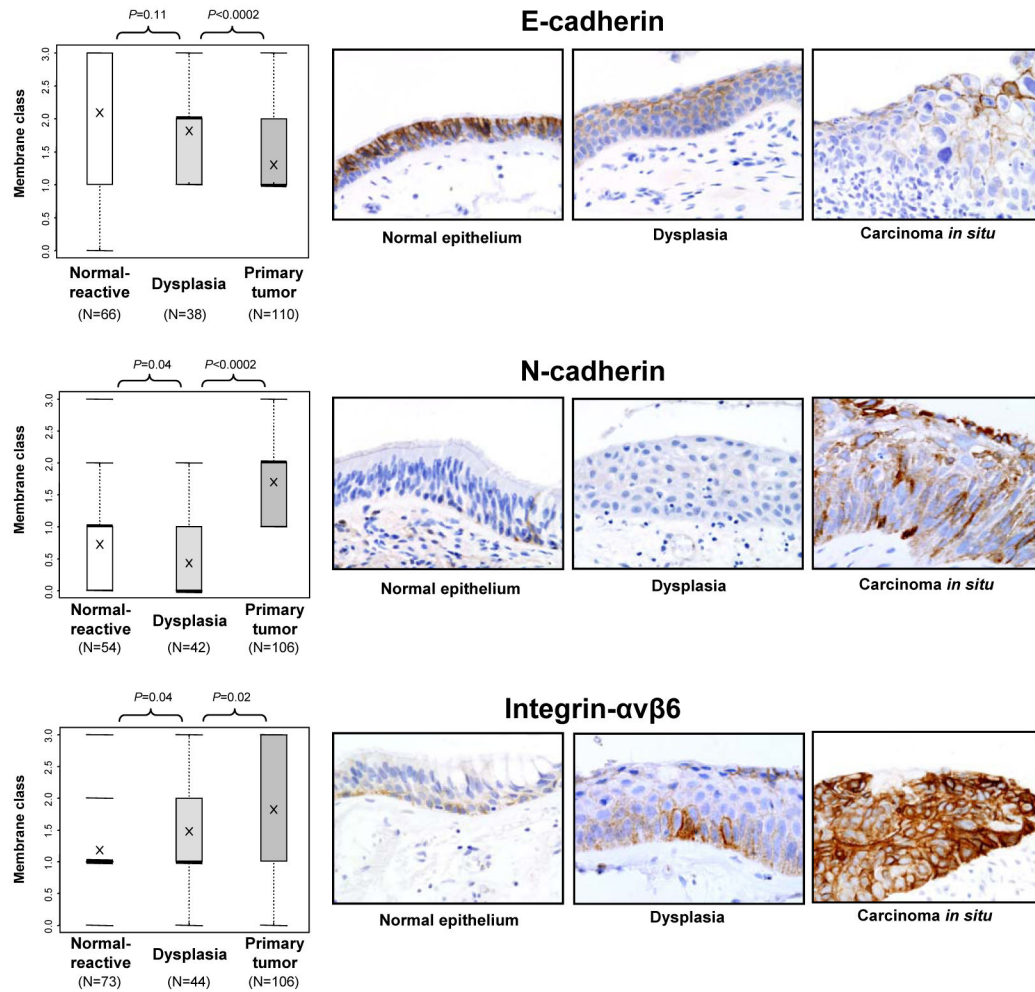 E-cadherin
P=0.11 P<0.0002
Membrane class
3.0
2.5
2.0
1.5
1.0
0.5
0.0
Normal-reactive Dysplasia Primary tumor
(N=66) (N=38) (N=110)
Normal epithelium Dysplasia Carcinoma in situ
N-cadherin
P=0.04 P<0.0002
Membrane class
3.0
2.5
2.0
1.5
1.0
0.5
0.0
Normal-reactive Dysplasia Primary tumor
(N=54) (N=42) (N=106)
Normal epithelium Dysplasia Carcinoma in situ
Integrin-αvβ6
P=0.04 P=0.02
Membrane class
3.0
2.5
2.0
1.5
1.0
0.5
0.0
Normal-reactive Dysplasia Primary tumor
(N=73) (N=44) (N=106)
Normal epithelium Dysplasia Carcinoma in situ